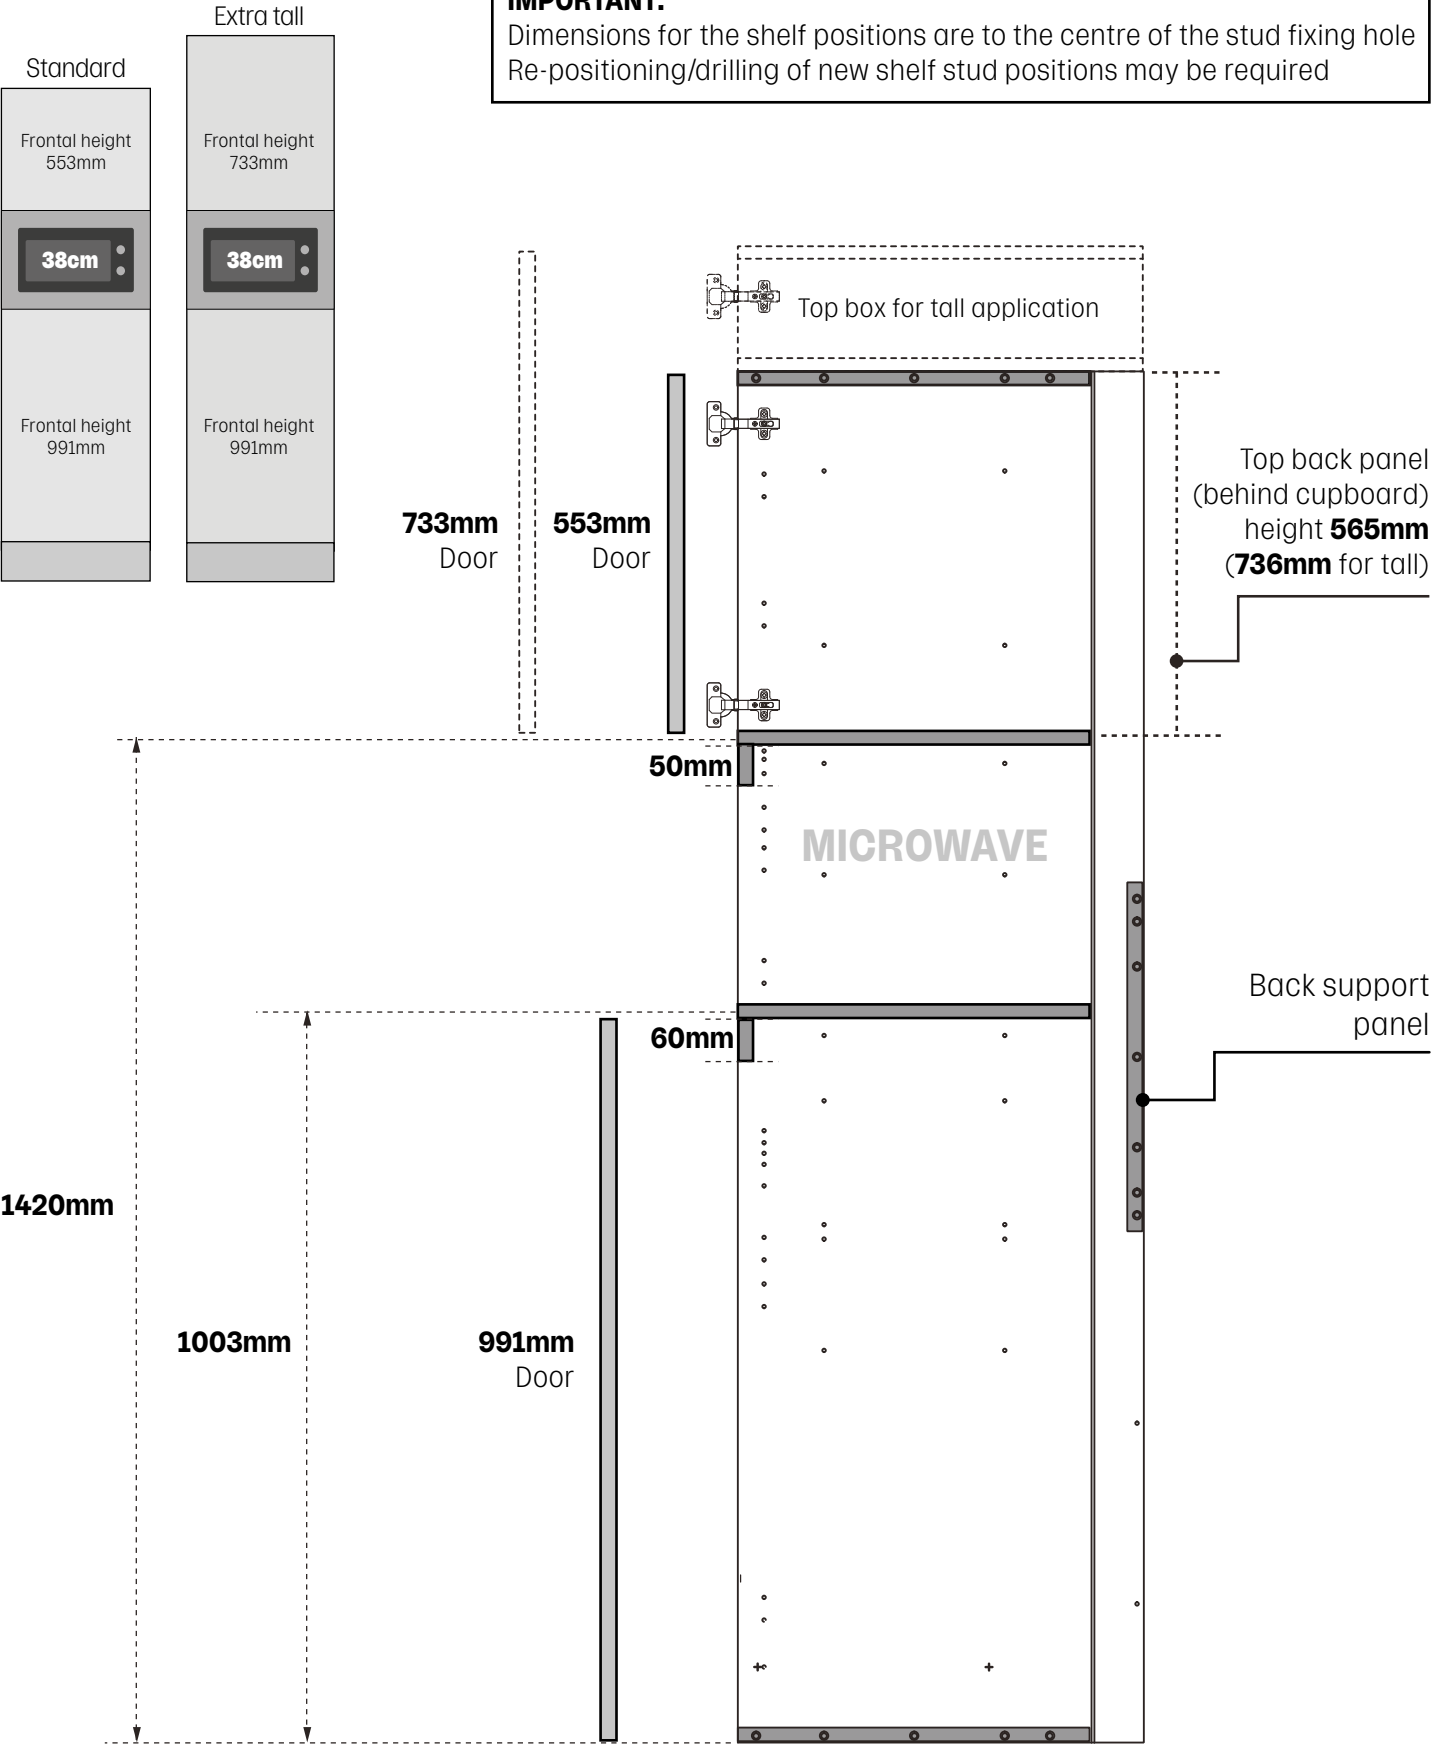 Extra tall
IMPORTANT:
Dimensions for the shelf positions are to the centre of the stud fixing hole
Re-positioning/drilling of new shelf stud positions may be required
Standard
Frontal height
553mm
Frontal height
733mm
38cm
38cm
Frontal height
991mm
Frontal height
991mm
Top box for tall application
733mm
Door
553mm
Door
Top back panel
(behind cupboard)
height 565mm
(736mm for tall)
50mm
MICROWAVE
Back support
panel
60mm
1420mm
1003mm
991mm
Door